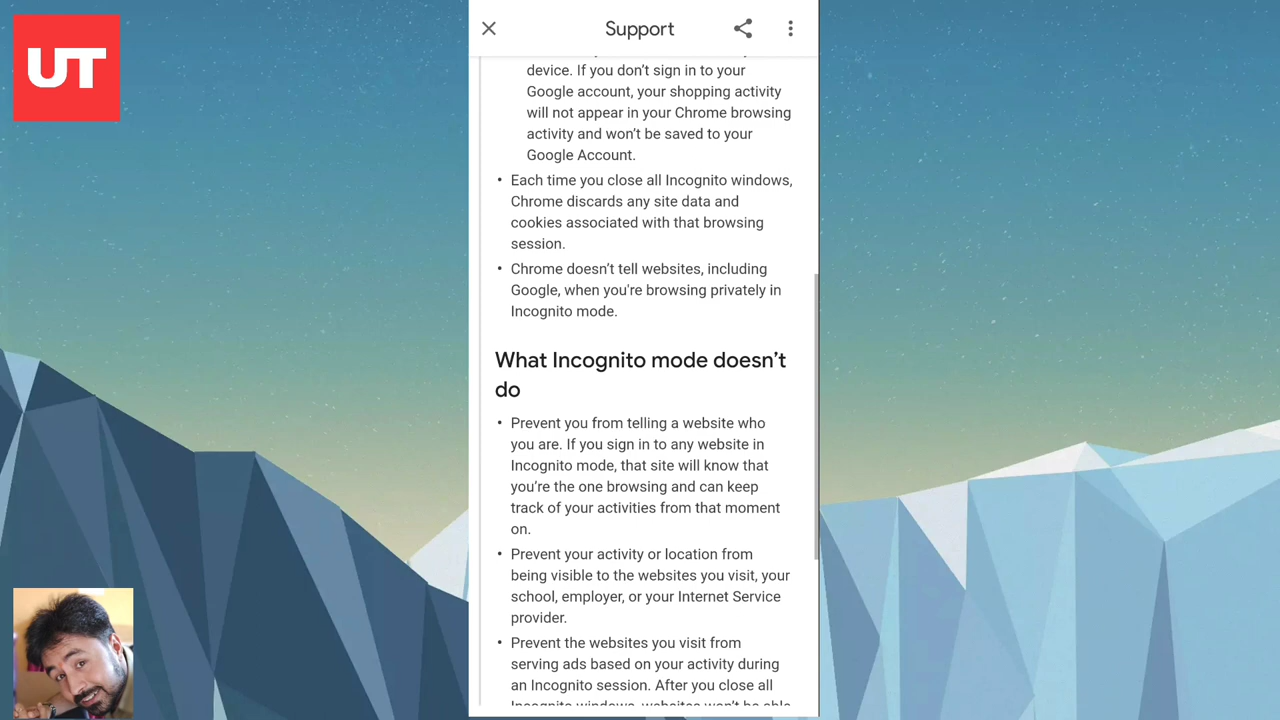 UT
Support
device. If you don’t sign in to your
Google account, your shopping activity
will not appear in your Chrome browsing
activity and won’t be saved to your
Google Account.
• Each time you close all Incognito windows,
Chrome discards any site data and
cookies associated with that browsing
session.
• Chrome doesn’t tell websites, including
Google, when you're browsing privately in
Incognito mode.
What Incognito mode doesn’t
do
• Prevent you from telling a website who
you are. If you sign in to any website in
Incognito mode, that site will know that
you’re the one browsing and can keep
track of your activities from that moment
on.
• Prevent your activity or location from
being visible to the websites you visit, your
school, employer, or your Internet Service
provider.
• Prevent the websites you visit from
serving ads based on your activity during
an Incognito session. After you close all
Incognito windows, websites won’t be able